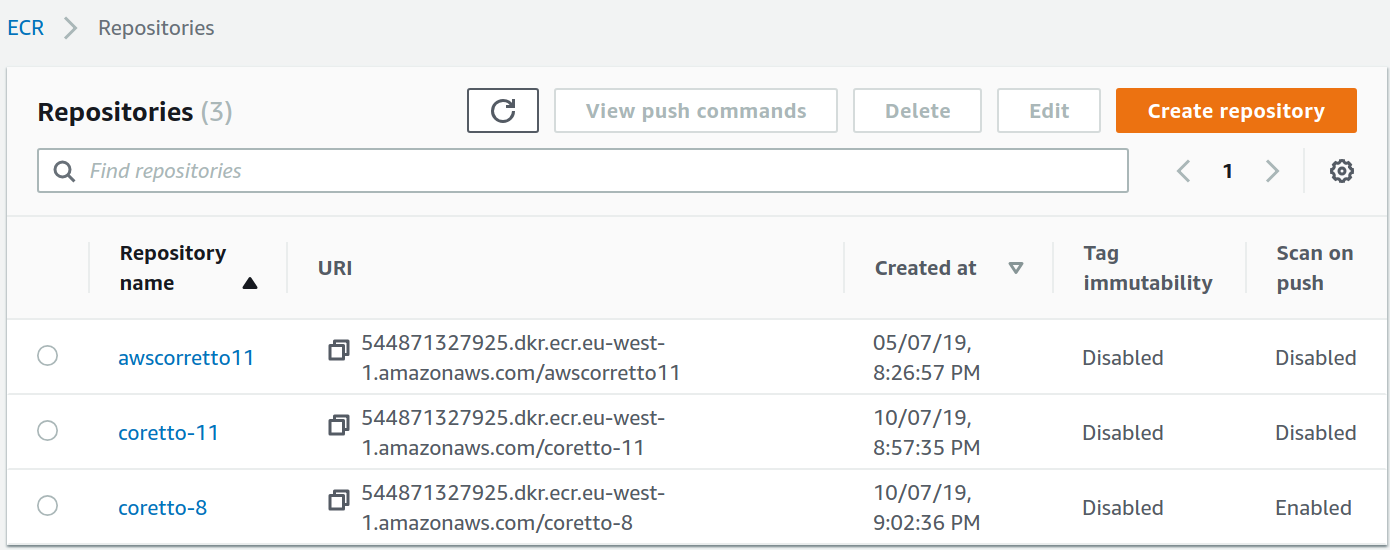 ECR > Repositories
Repositories (3)
View push commands
Delete
Edit
Create repository
Find repositories
1
Repository name
URI
Created at
Tag immutability
Scan on push
awscorretto11
544871327925.dkr.ecr.eu-west-
1.amazonaws.com/awscorretto11
05/07/19,
8:26:57 PM
Disabled
Disabled
coretto-11
544871327925.dkr.ecr.eu-west-
1.amazonaws.com/coretto-11
10/07/19,
8:57:35 PM
Disabled
Disabled
coretto-8
544871327925.dkr.ecr.eu-west-
1.amazonaws.com/coretto-8
10/07/19,
9:02:36 PM
Disabled
Enabled